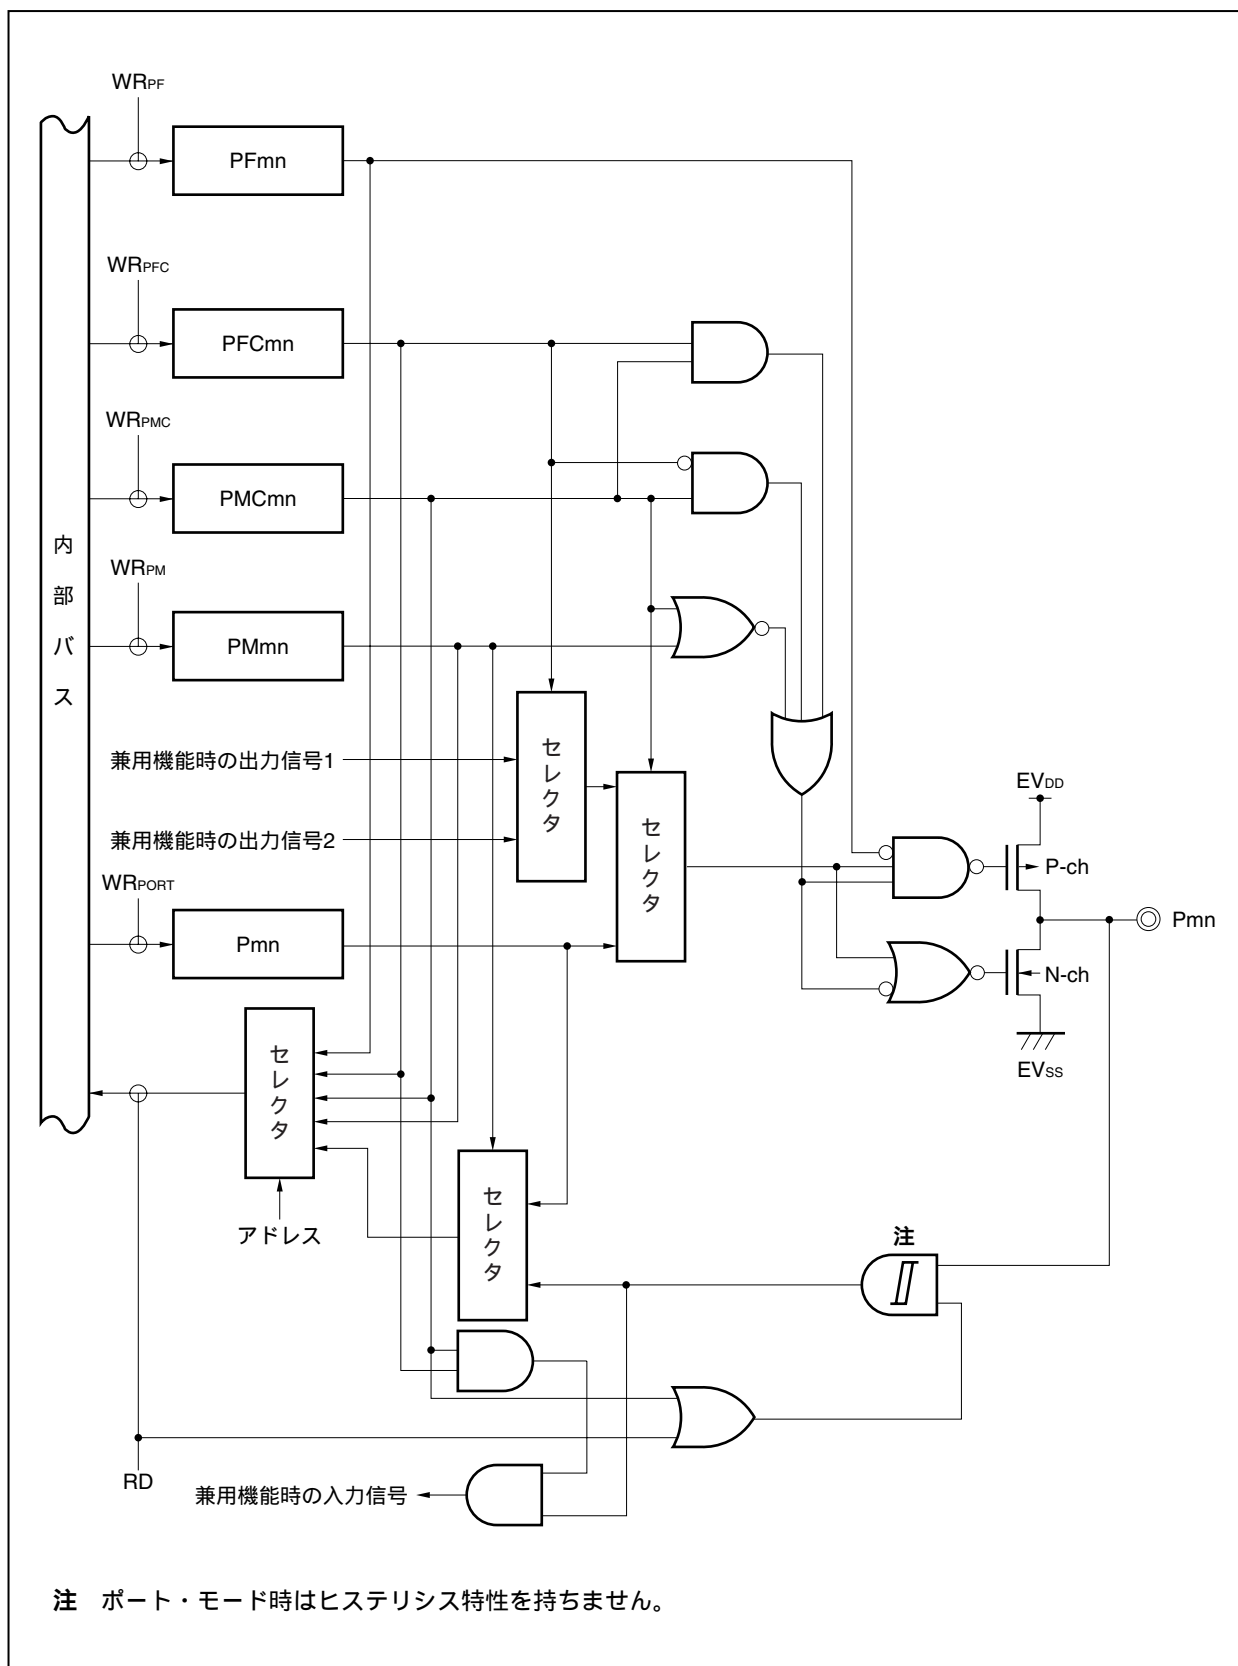 WRPF
PFmn
WRPFC
PFCmn
WRPMC
PMCmn
内部バス
WRPM
PMmn
兼用機能時の出力信号1
セレクタ
兼用機能時の出力信号2
セレクタ
EVDD
P-ch
WRPORT
Pmn
Pmn
N-ch
EVSS
セレクタ
アドレス
セレクタ
注
RD
兼用機能時の入力信号
注 ポート・モード時はヒステリシス特性を持ちません。